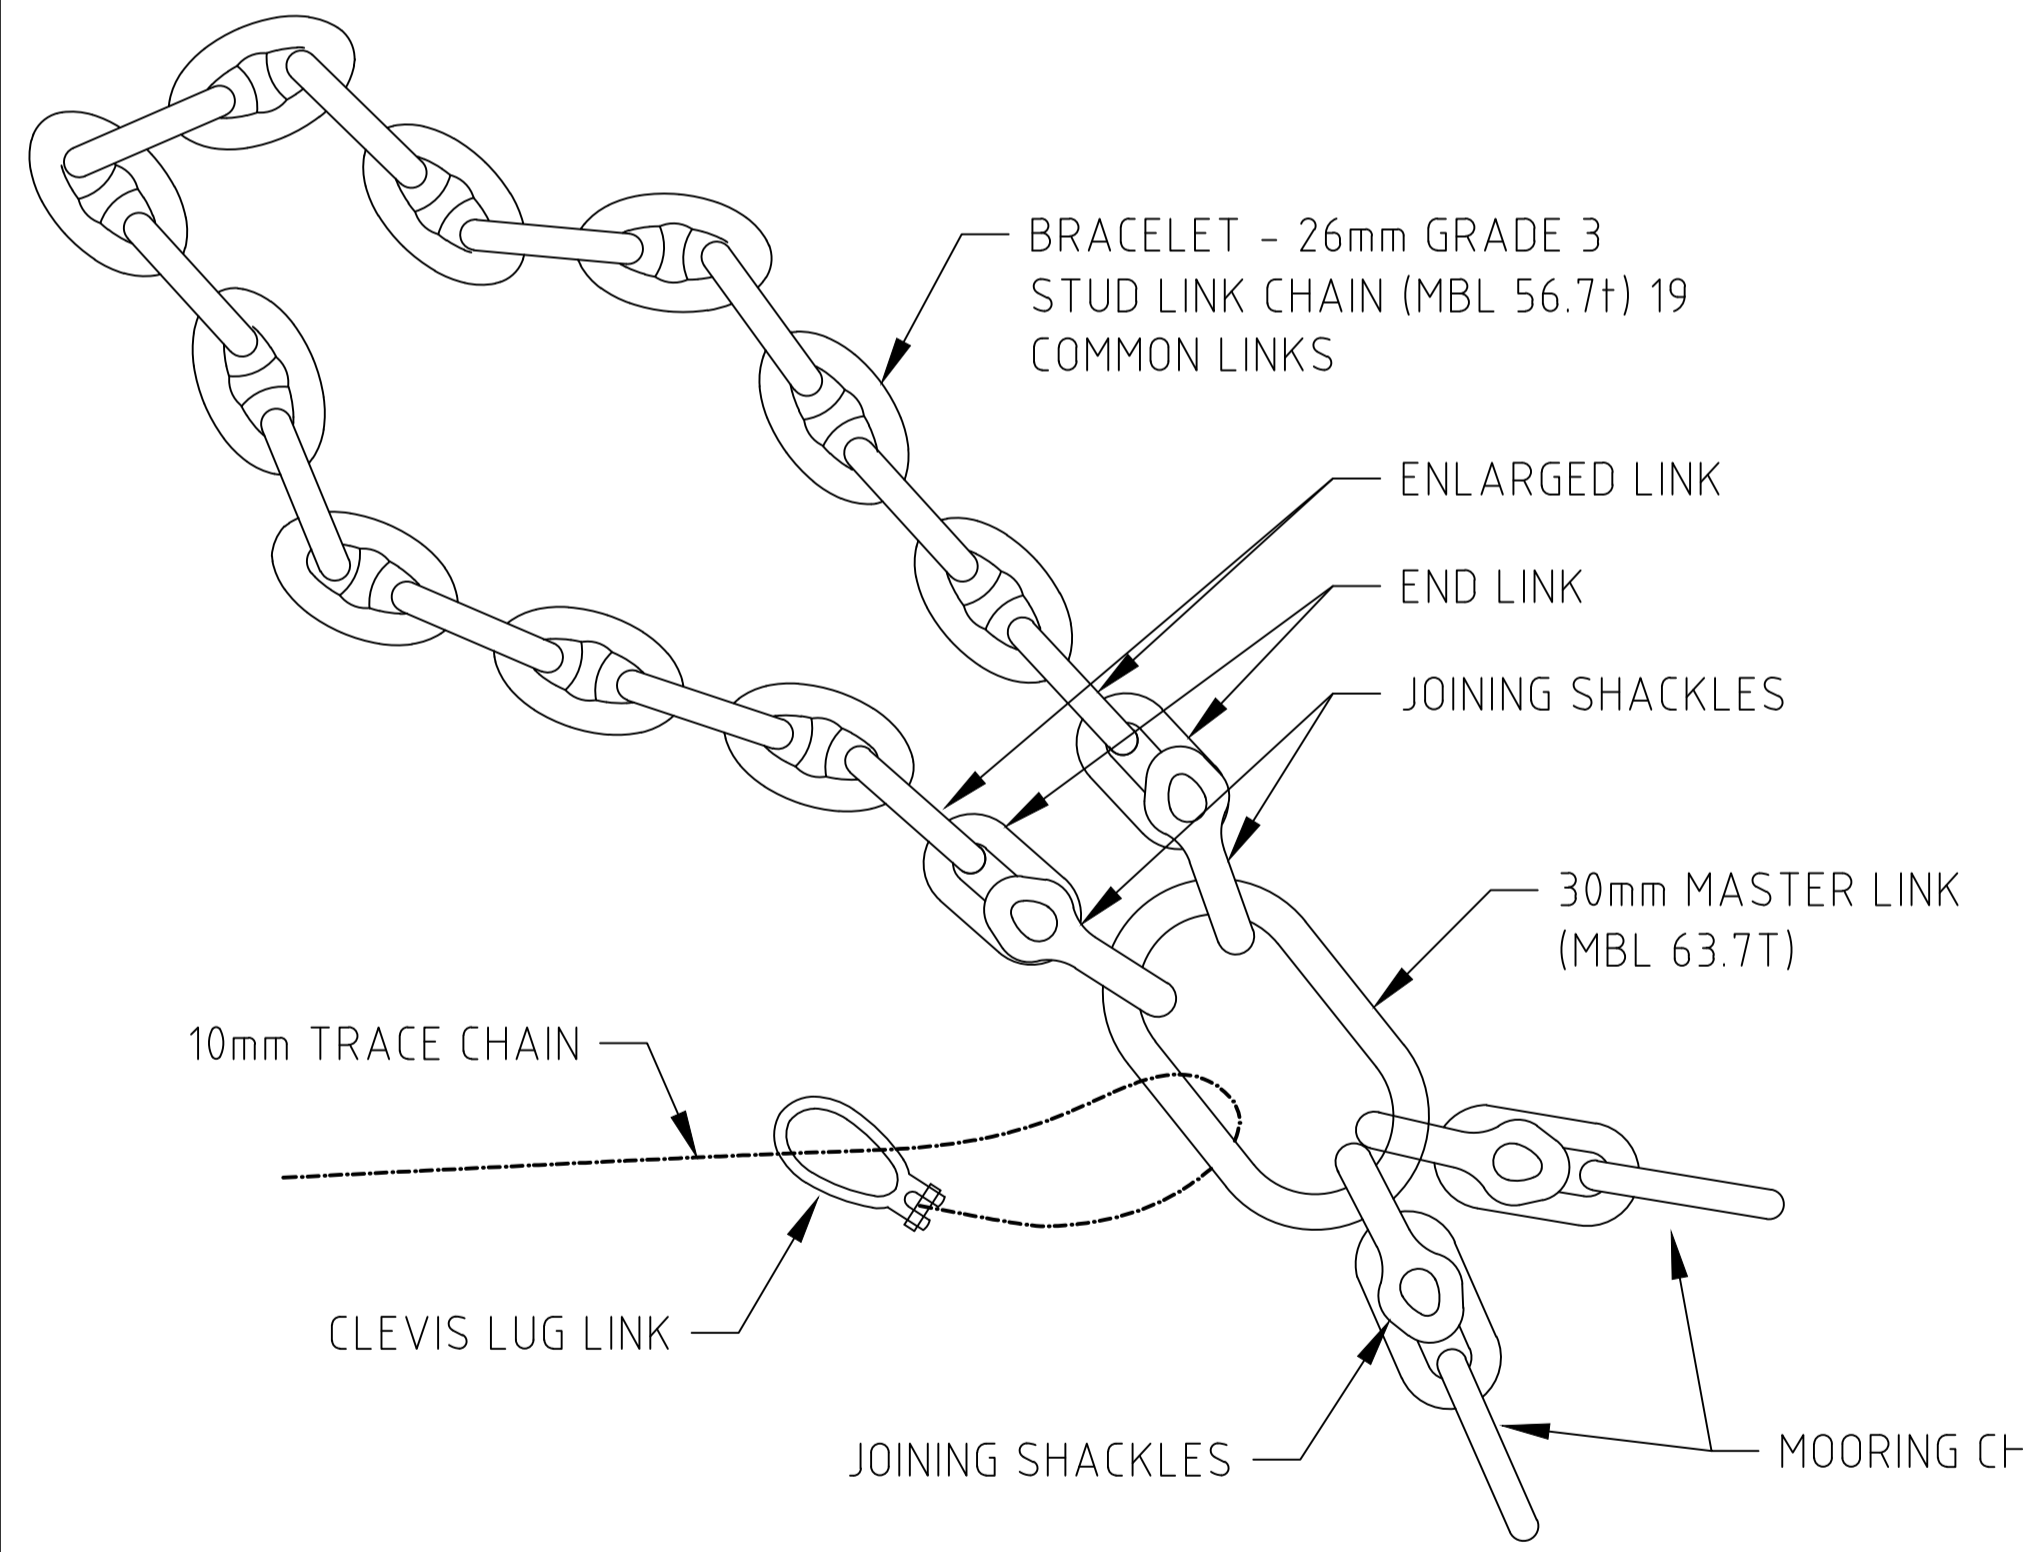 BRACELET - 26mm GRADE 3
STUD LINK CHAIN (MBL 56.7t) 19
COMMON LINKS
ENLARGED LINK
END LINK
JOINING SHACKLES
30mm MASTER LINK
(MBL 63.7T)
10mm TRACE CHAIN
CLEVIS LUG LINK
JOINING SHACKLES
MOORING